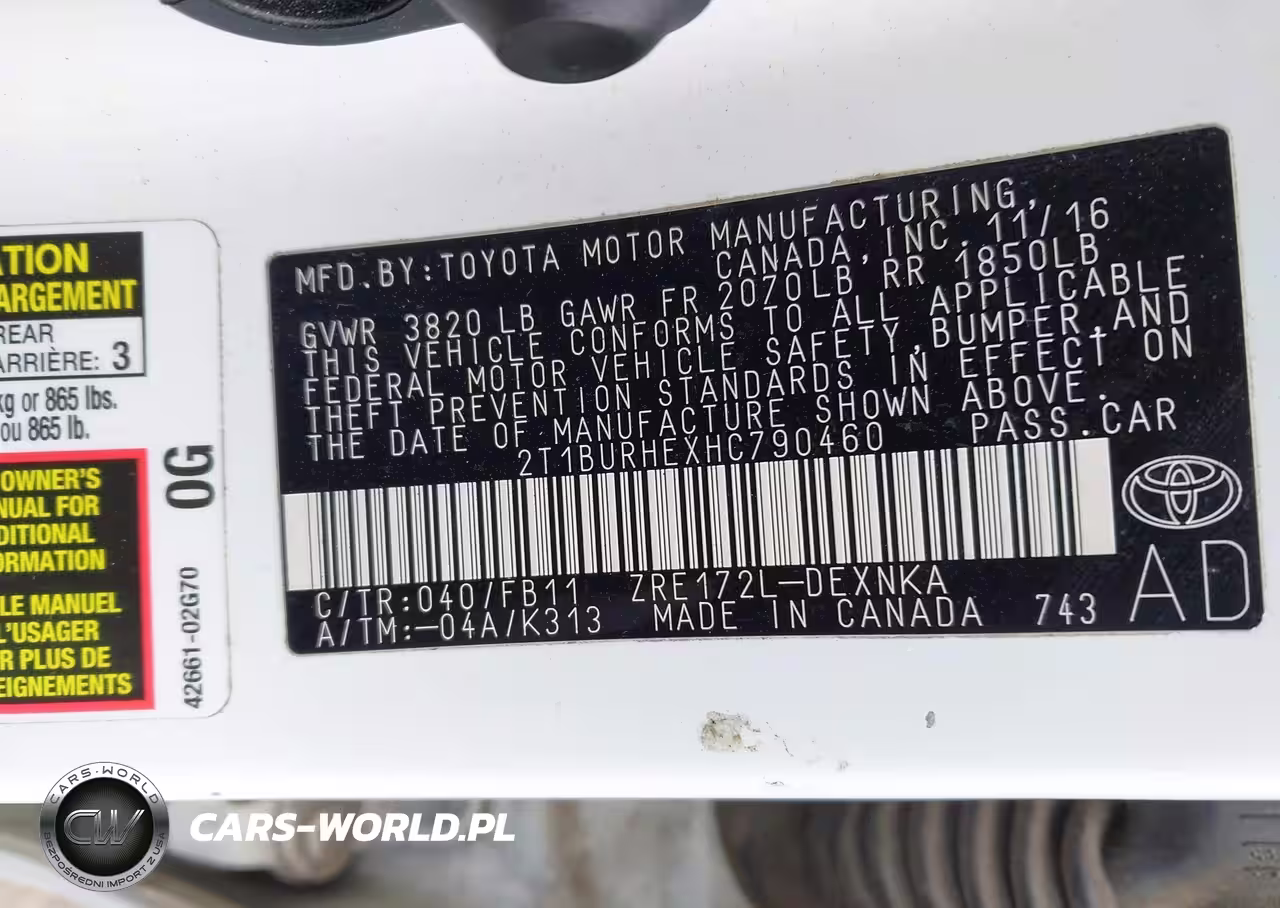 ATION
ARGEMENT
REAR
ARRIÈRE: 3
kg or 865 lbs.
ou 865 lb.
OWNER'S
NUAL FOR
DITIONAL
ORMATION
LE MANUEL
L'USAGER
R PLUS DE
EIGNEMENTS
0G
42661-02G70
MFD.BY:TOYOTA MOTOR MANUFACTURING,
CANADA,INC. 11/16
GVWR 3820LB GAWR FR 2070LB RR 1850LB
THIS VEHICLE CONFORMS TO ALL APPLICABLE
FEDERAL MOTOR VEHICLE SAFETY,BUMPER,AND
THEFT PREVENTION STANDARDS IN EFFECT ON
THE DATE OF MANUFACTURE SHOWN ABOVE.
2T1BURHEXHC790460 PASS.CAR
C/TR:040/FB11 ZRE172L-DEXNKA
A/TM:-04A/K313 MADE IN CANADA 743
AD
CARS-WORLD
CW
BEZPOŚREDNI IMPORT Z USA
CARS-WORLD.PL